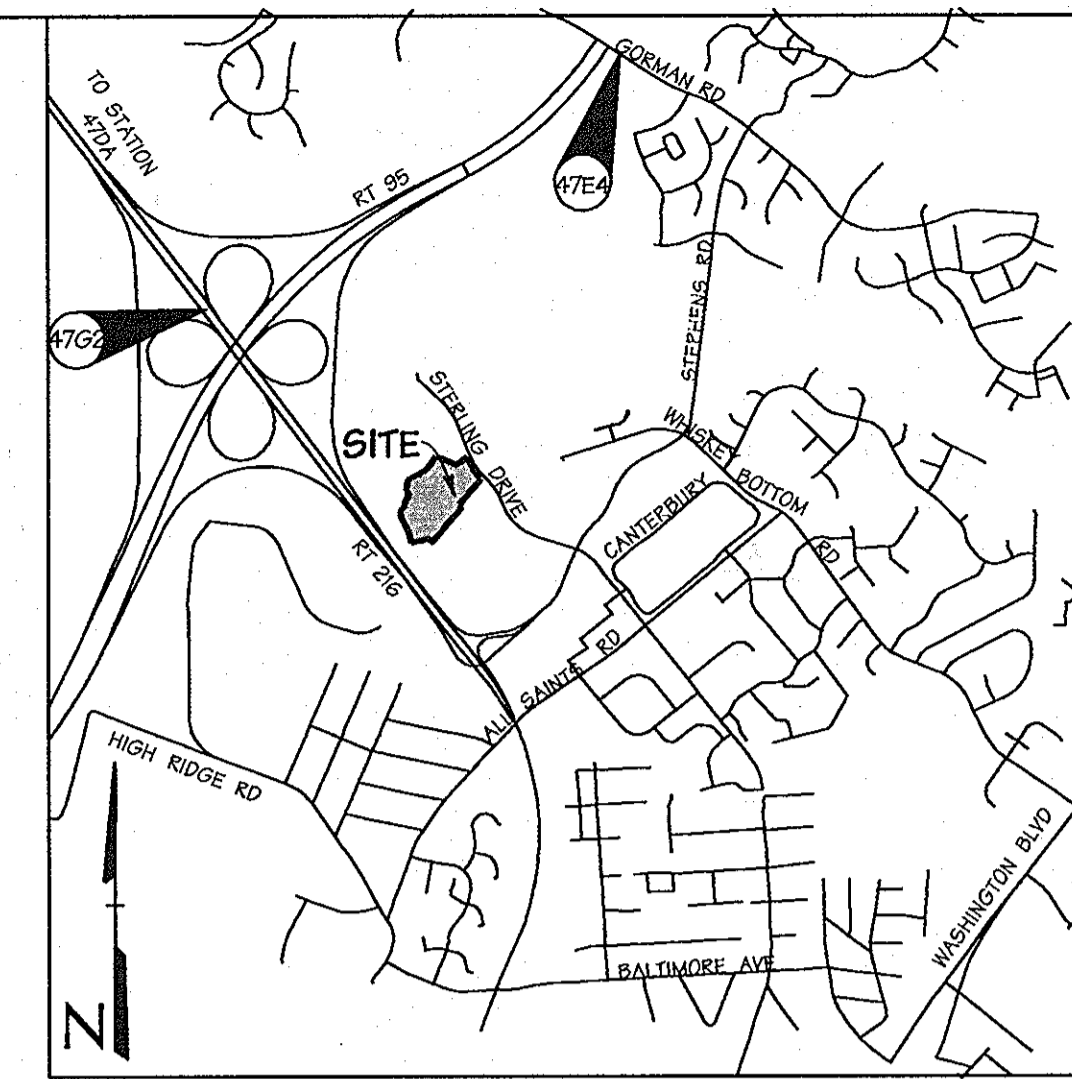 GORMAN RD
TO STATION
47DA
RT 95
47E4
STEPHENS RD
47G2
STERLING DRIVE
SITE
WHISKEY BOTTOM RD
CANTERBURY
RT 216
ALL SAINTS RD
HIGH RIDGE RD
WASHINGTON BLVD
BALTIMORE AVE
N